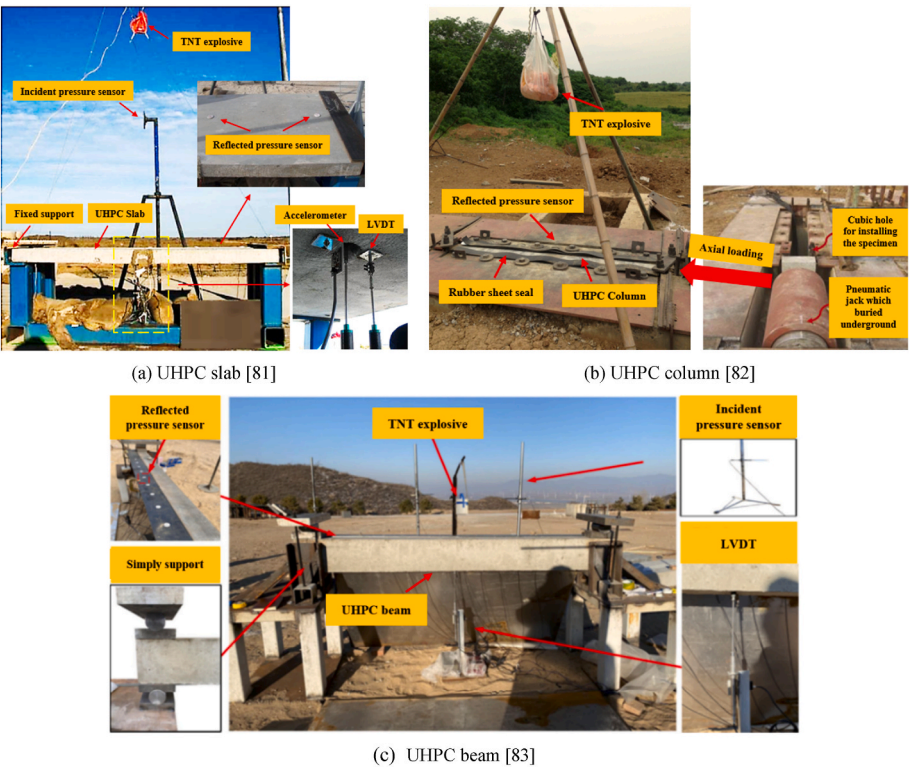 TNT explosive
Incident pressure sensor
Reflected pressure sensor
Fixed support
UHPC Slab
Accelerometer
LVDT
(a) UHPC slab [81]
TNT explosive
Reflected pressure sensor
Rubber sheet seal
UHPC Column
Axial loading
Cubic hole
for installing
the specimen
Pneumatic
jack which
buried
underground
(b) UHPC column [82]
Reflected
pressure sensor
TNT explosive
Incident
pressure sensor
Simply support
UHPC beam
LVDT
(c) UHPC beam [83]